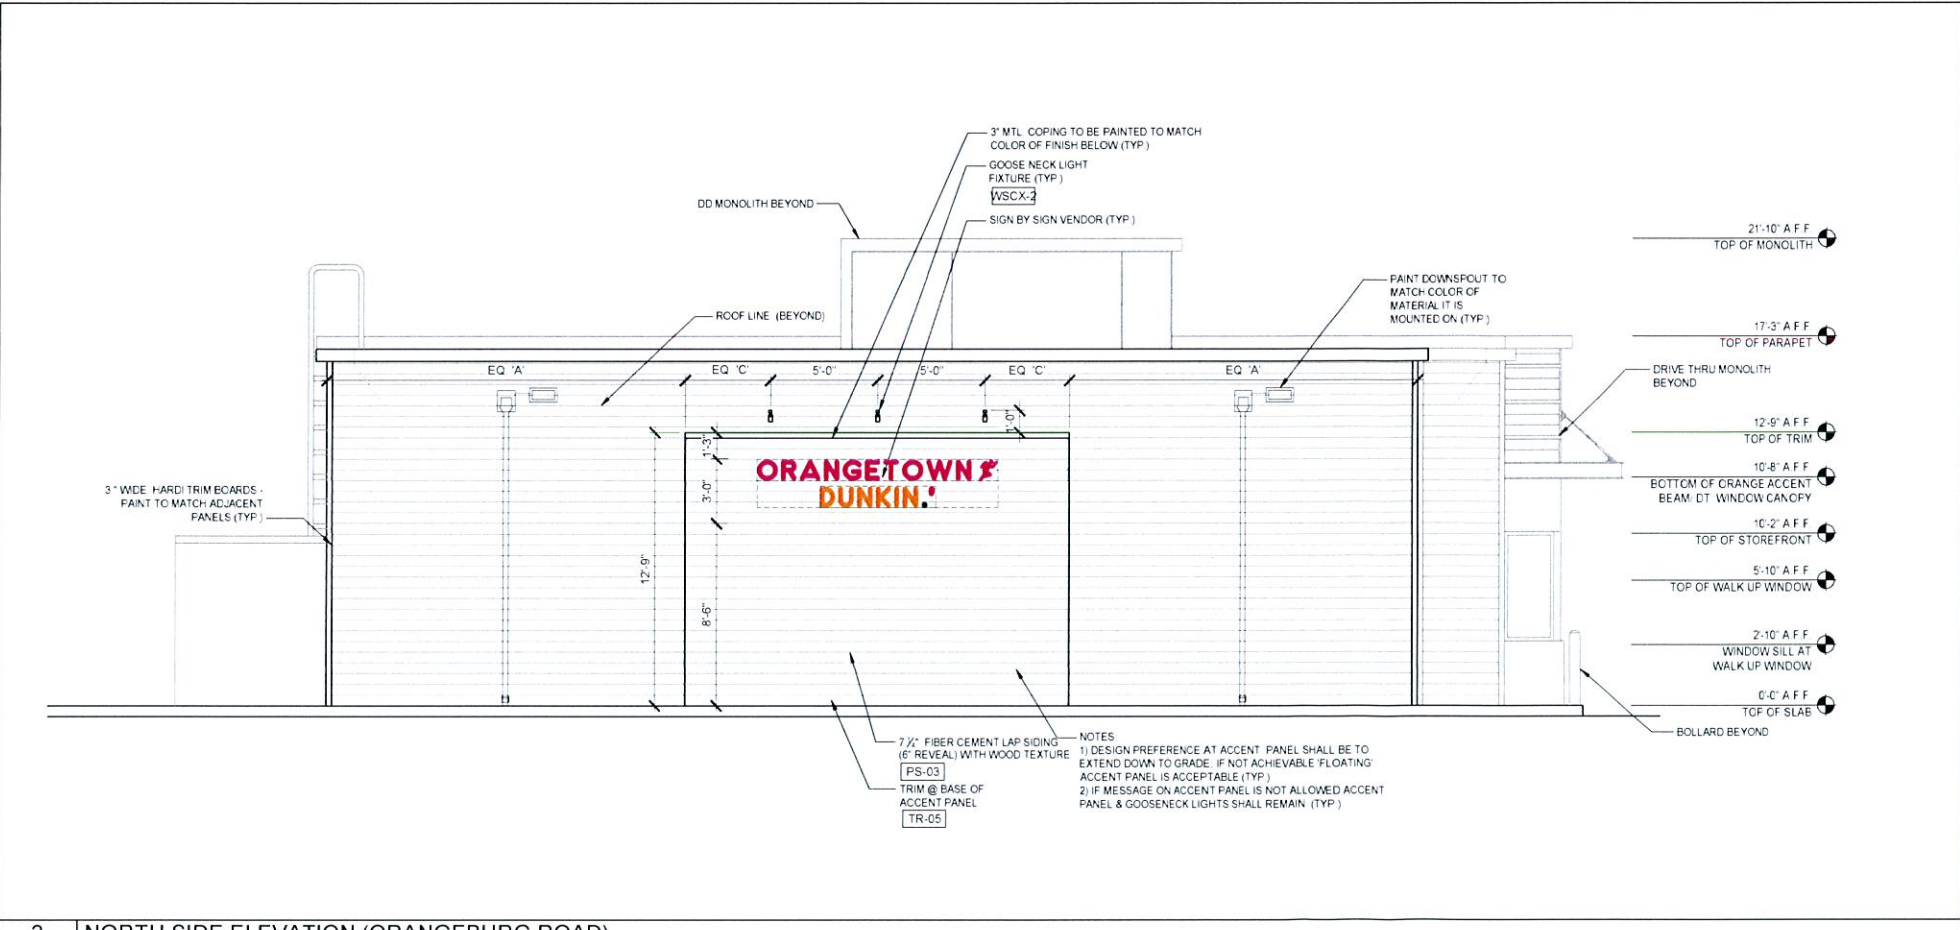 3" MTL. COPING TO BE PAINTED TO MATCH
COLOR OF FINISH BELOW (TYP.)
GOOSE NECK LIGHT
FIXTURE (TYP.)
WSCX-2
DD MONOLITH BEYOND
SIGN BY SIGN VENDOR (TYP.)
21'-10" A.F.F.
TOP OF MONOLITH
PAINT DOWNSPOUT TO
MATCH COLOR OF
MATERIAL IT IS
MOUNTED ON (TYP.)
ROOF LINE (BEYOND)
17'-3" A.F.F.
TOP OF PARAPET
EQ 'A'
EQ 'C'
5'-0"
5'-0"
EQ 'C'
EQ 'A'
DRIVE THRU MONOLITH
BEYOND
1'-0"
12'-9" A.F.F.
TOP OF TRIM
1'-3"
ORANGETOWN
DUNKIN.'
3'-0"
10'-8" A.F.F.
BOTTOM OF ORANGE ACCENT
BEAM/ DT WINDOW CANOPY
3" WIDE HARDI TRIM BOARDS -
PAINT TO MATCH ADJACENT
PANELS (TYP.)
10'-2" A.F.F.
TOP OF STOREFRONT
12'-9"
5'-10" A.F.F.
TOP OF WALK UP WINDOW
8'-6"
2'-10" A.F.F.
WINDOW SILL AT
WALK UP WINDOW
0'-0" A.F.F.
TOP OF SLAB
BOLLARD BEYOND
7 ¼" FIBER CEMENT LAP SIDING
(6" REVEAL) WITH WOOD TEXTURE
PS-03
TRIM @ BASE OF
ACCENT PANEL
TR-05
NOTES
1) DESIGN PREFERENCE AT ACCENT PANEL SHALL BE TO
EXTEND DOWN TO GRADE. IF NOT ACHIEVABLE 'FLOATING'
ACCENT PANEL IS ACCEPTABLE (TYP.)
2) IF MESSAGE ON ACCENT PANEL IS NOT ALLOWED ACCENT
PANEL & GOOSENECK LIGHTS SHALL REMAIN (TYP.)
NORTH SIDE ELEVATION (ORANGEBURG ROAD)